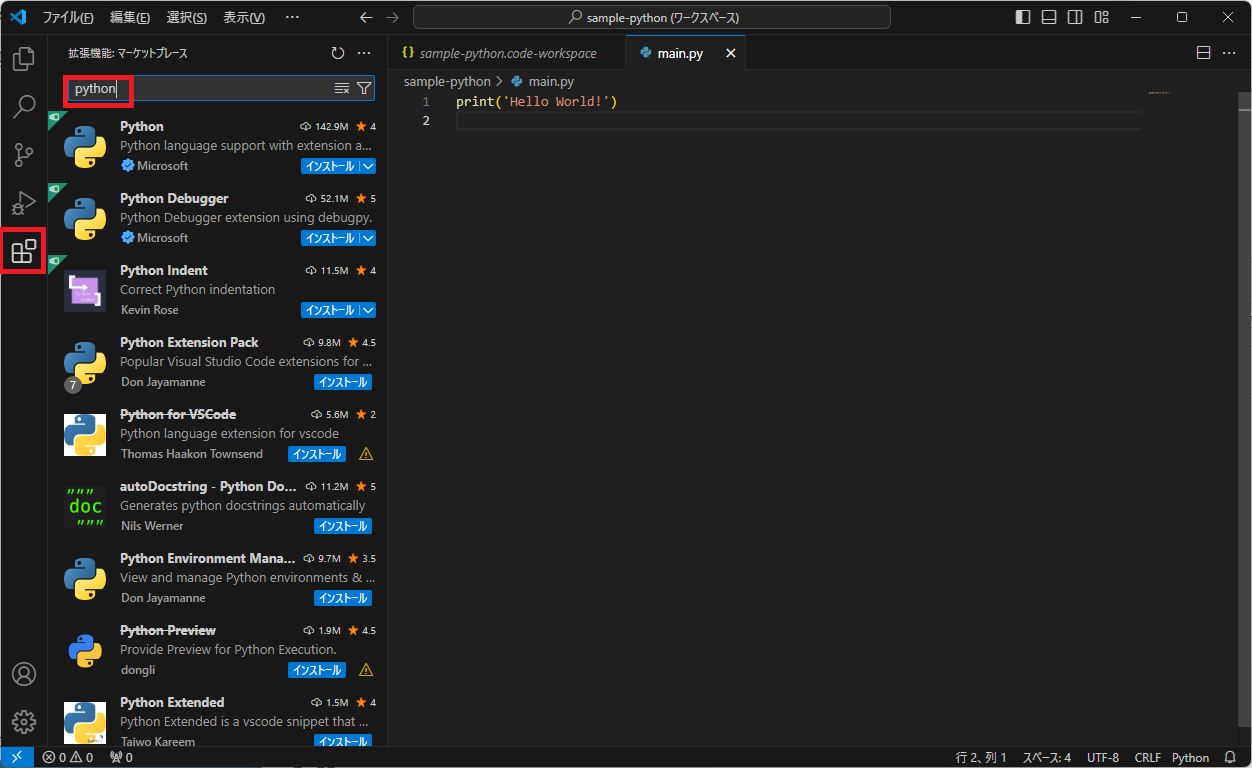 ファイル(F) 編集(E) 選択(S) 表示(V) ··· sample-python (ワークスペース)
拡張機能: マーケットプレース
python
Python 142.9M 4
Python language support with extension a...
Microsoft インストール
Python Debugger 52.1M 5
Python Debugger extension using debugpy.
Microsoft インストール
Python Indent 11.5M 4
Correct Python indentation
Kevin Rose インストール
Python Extension Pack 9.8M 4.5
Popular Visual Studio Code extensions for ...
7
Don Jayamanne インストール
Python for VSCode 5.6M 2
Python language extension for vscode
Thomas Haakon Townsend インストール
autoDocstring - Python Do... 11.2M 5
"""
doc
"""
Generates python docstrings automatically
Nils Werner インストール
Python Environment Mana... 9.7M 3.5
View and manage Python environments & ...
Don Jayamanne インストール
Python Preview 1.9M 4.5
Provide Preview for Python Execution.
dongli インストール
Python Extended 1.5M 4
Python Extended is a vscode snippet that ...
Taiwo Kareem インストール
{} sample-python.code-workspace main.py
sample-python > main.py
1 print('Hello World!')
2
0 0 0 行 2、列 1 スペース: 4 UTF-8 CRLF Python